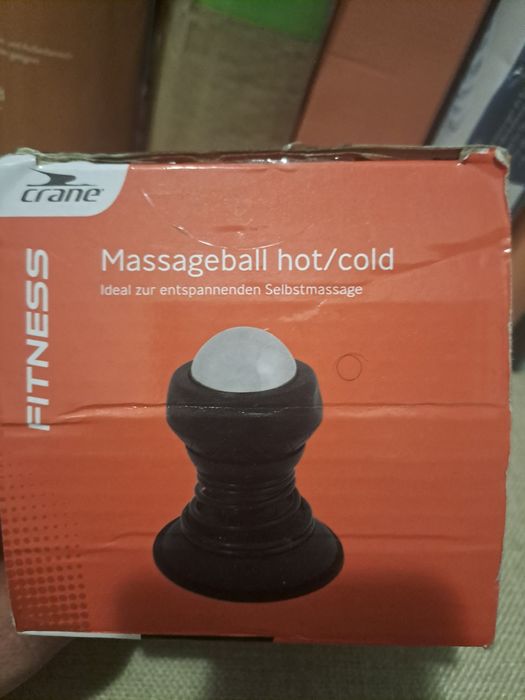 crane
FITNESS
Massageball hot/cold
Ideal zur entspannenden Selbstmassage